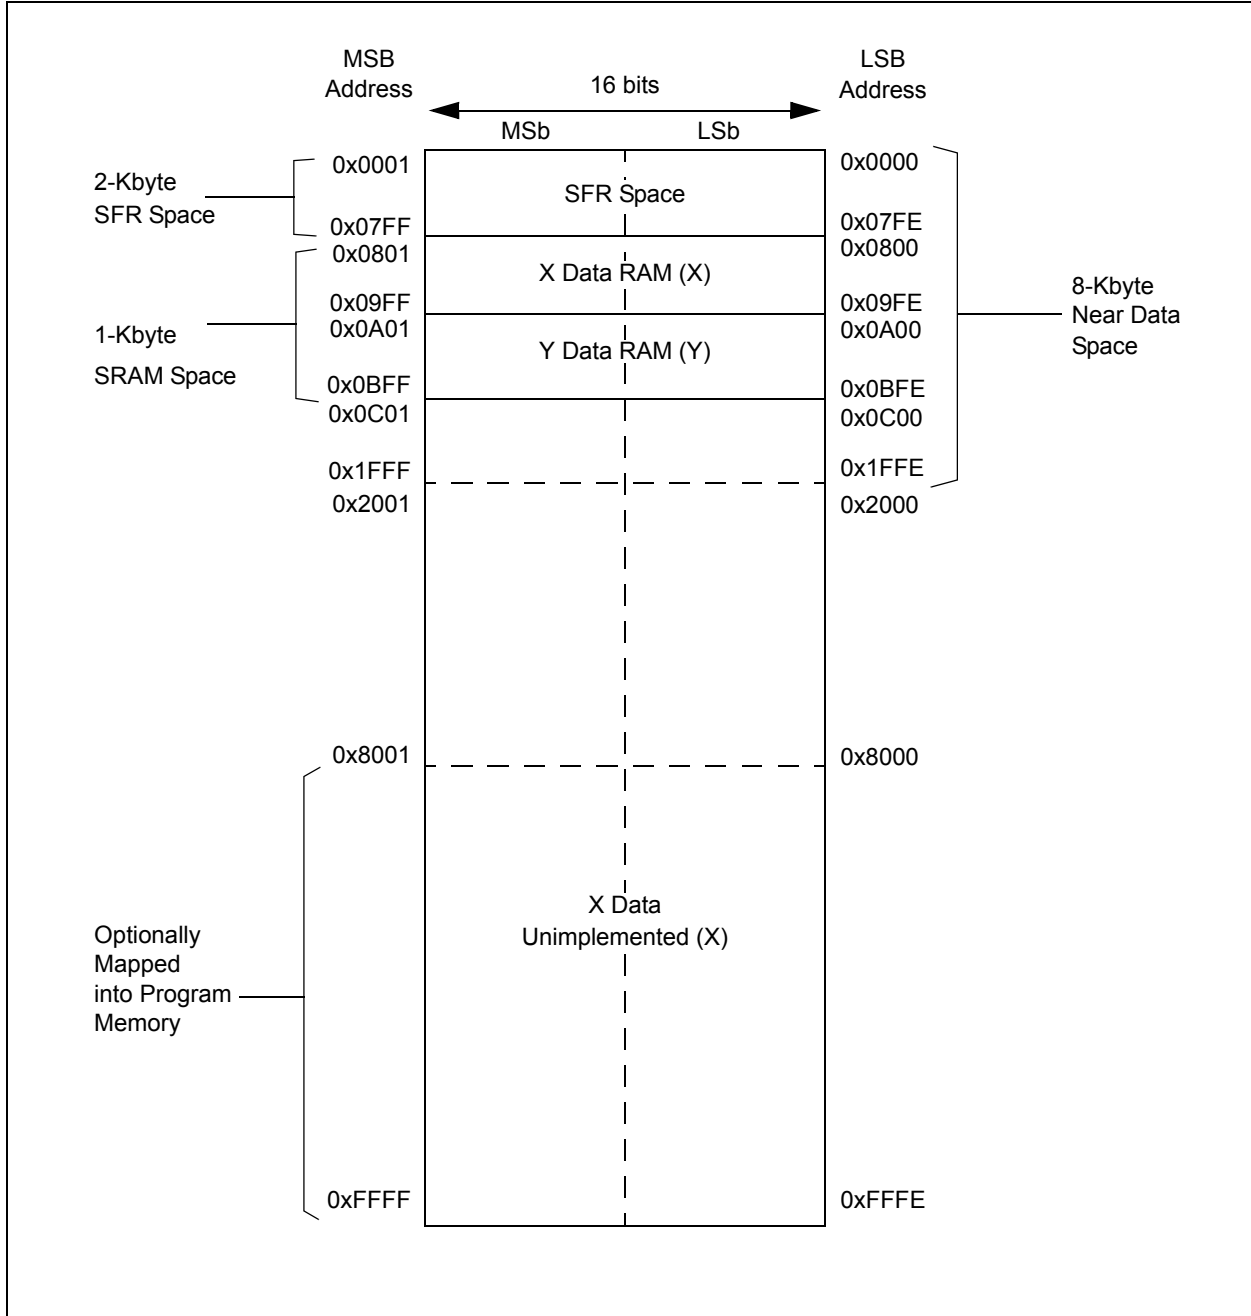 MSB
Address
LSB
Address
16 bits
MSb
LSb
0x0001
0x0000
2-Kbyte
SFR Space
SFR Space
0x07FF
0x07FE
0x0801
0x0800
X Data RAM (X)
0x09FF
0x09FE
0x0A01
0x0A00
1-Kbyte
SRAM Space
Y Data RAM (Y)
8-Kbyte
Near Data
Space
0x0BFF
0x0BFE
0x0C01
0x0C00
0x1FFF
0x1FFE
0x2001
0x2000
0x8001
0x8000
X Data
Unimplemented (X)
Optionally
Mapped
into Program
Memory
0xFFFF
0xFFFE